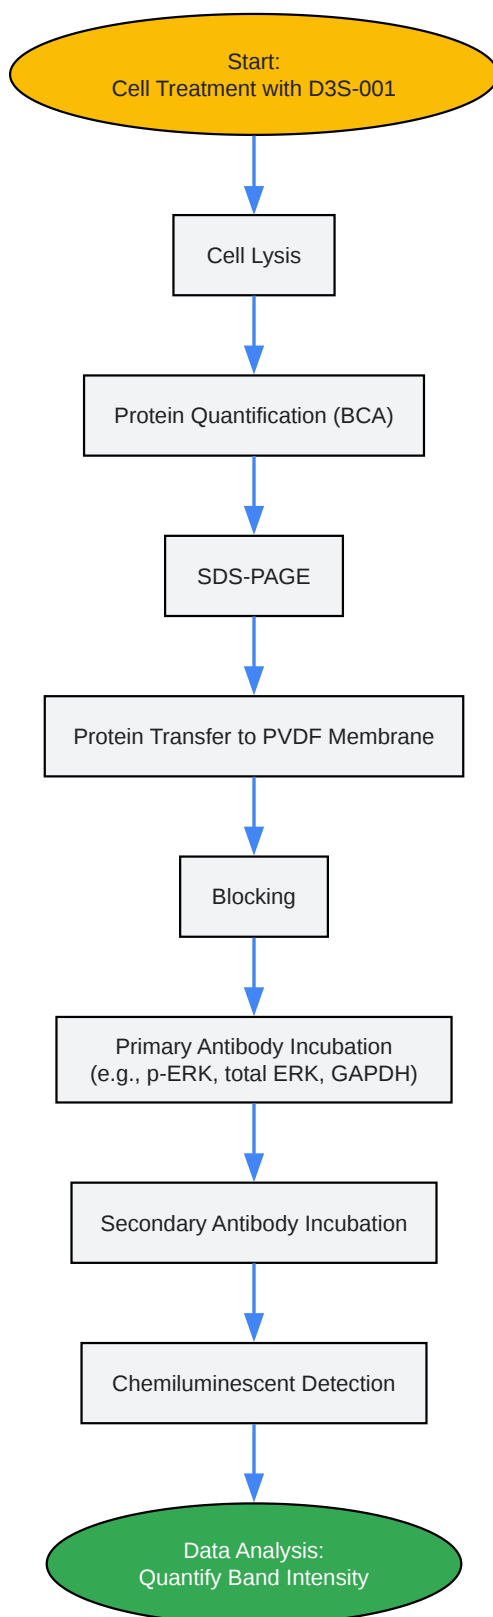 Start:
Cell Treatment with D3S-001
Cell Lysis
Protein Quantification (BCA)
SDS-PAGE
Protein Transfer to PVDF Membrane
Blocking
Primary Antibody Incubation
(e.g., p-ERK, total ERK, GAPDH)
Secondary Antibody Incubation
Chemiluminescent Detection
Data Analysis:
Quantify Band Intensity